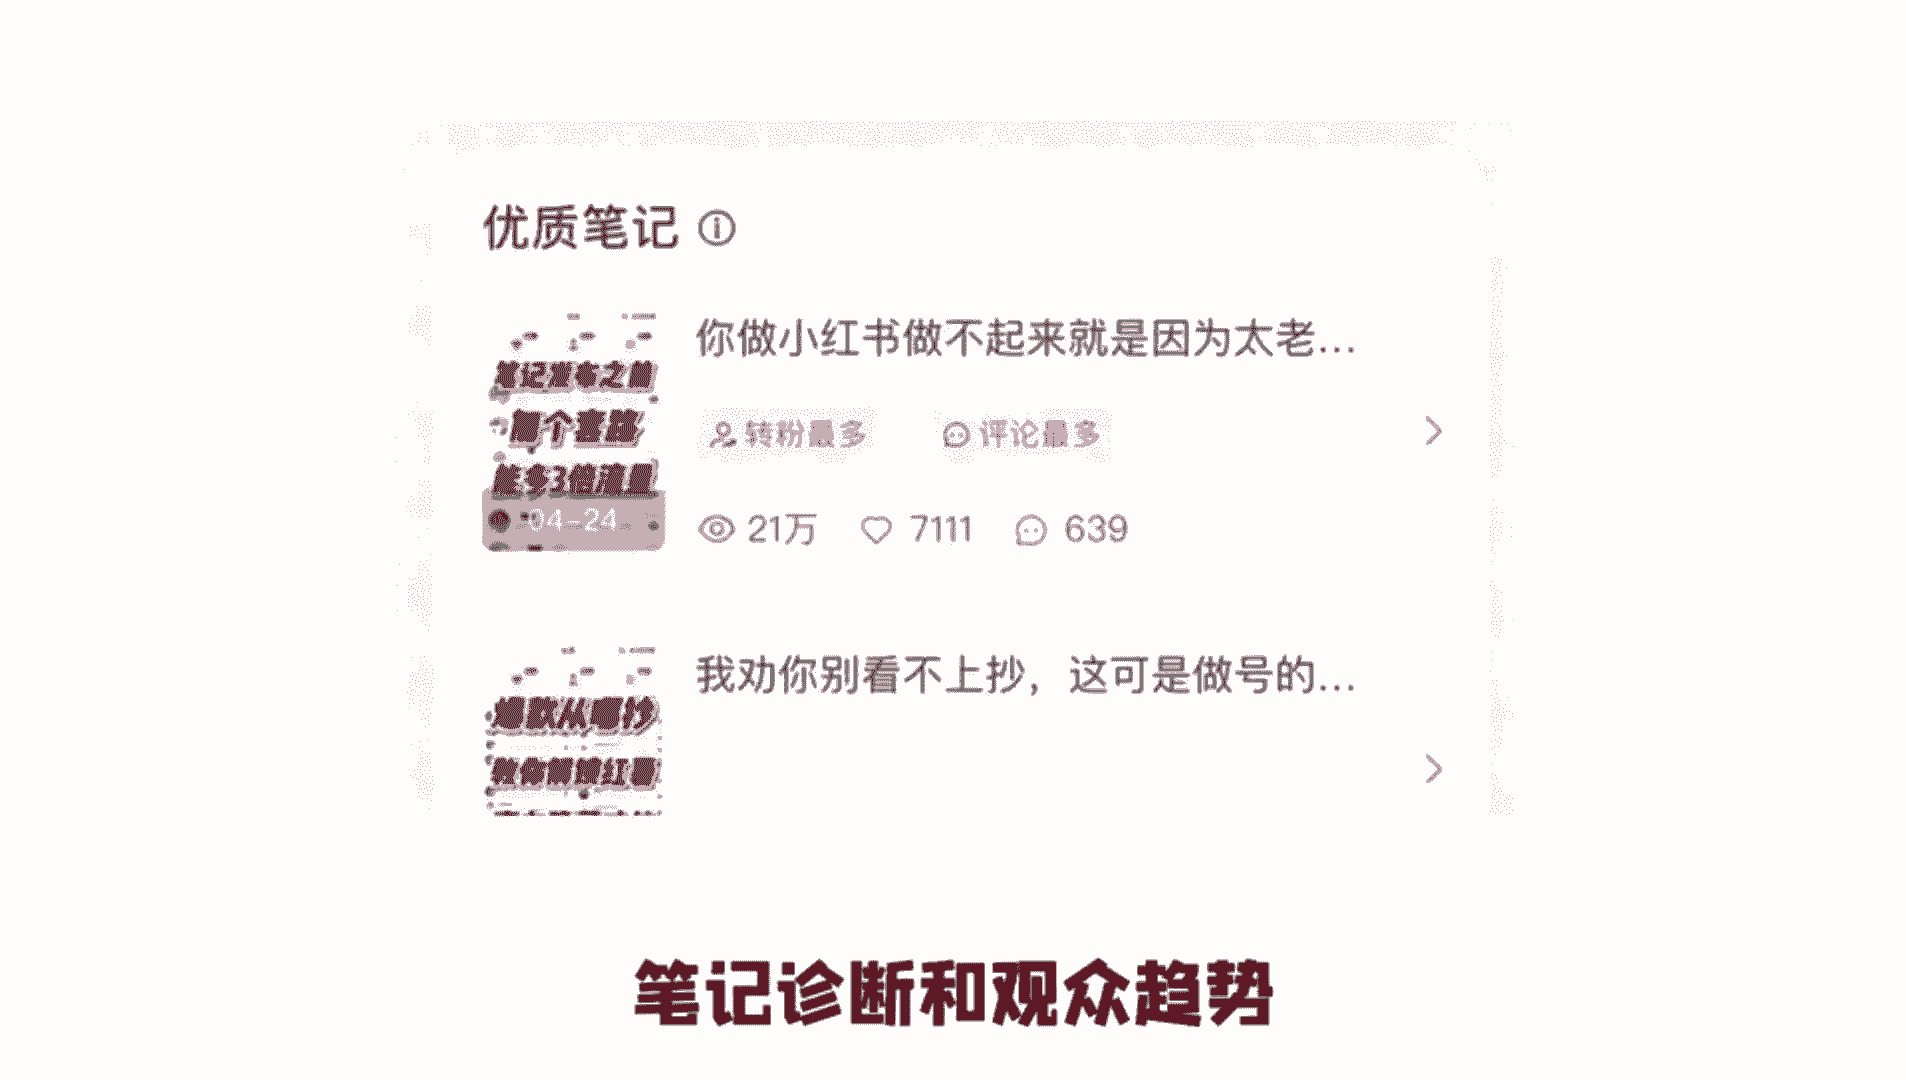 优质笔记
你做小红书做不起来就是因为太老...
笔记发布之前
两个套路
能多3倍流量
转粉最多 评论最多
04-24
21万 7111 639
我劝你别看不上抄，这可是做号的...
爆款从哪抄
教你解锁红薯
笔记诊断和观众趋势